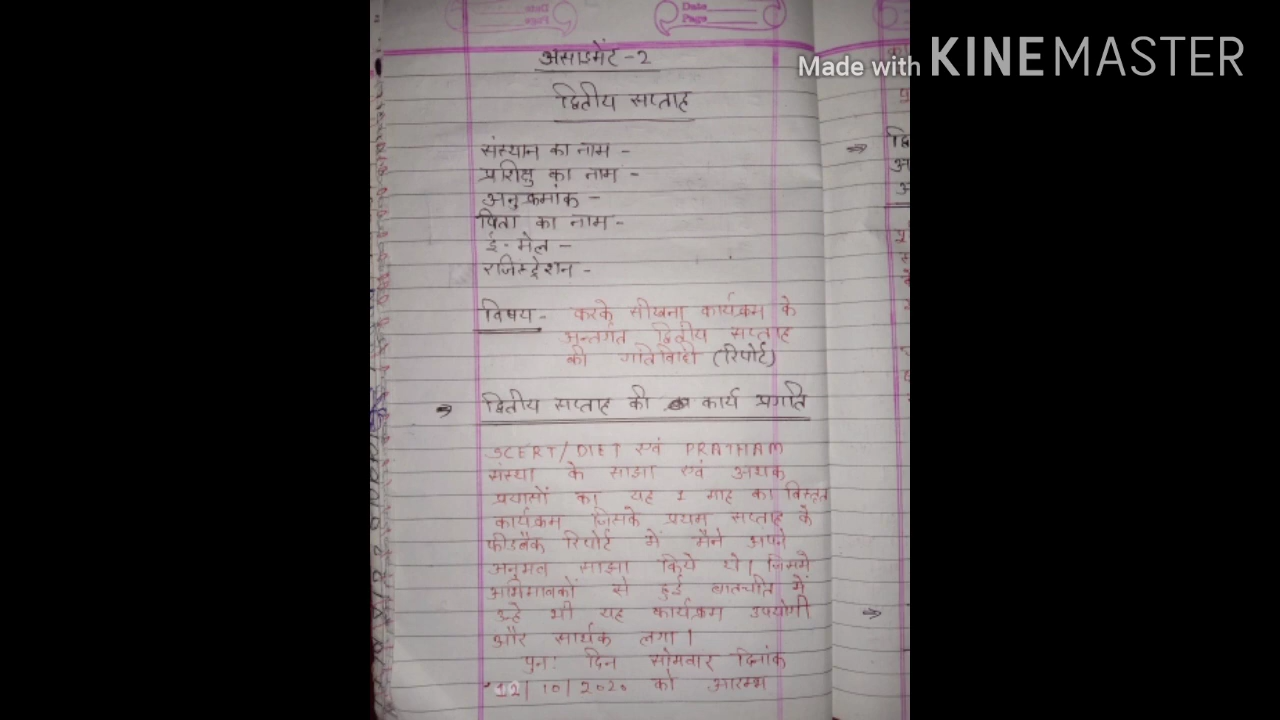 Date
Page
Made with KINEMASTER
असाइमेंट - 2
द्वितीय सप्ताह
संस्थान का नाम -
प्रशिक्षु का नाम -
अनुक्रमांक -
पिता का नाम -
ई-मेल -
रजिस्ट्रेशन -
विषय - करके सीखना कार्यक्रम के
अन्तर्गत द्वितीय सप्ताह
की गतिविधी (रिपोर्ट)
⇒ द्वितीय सप्ताह की कार्य प्रगति
SCERT/DIET एवं PRATHAM
संस्था के साझा एवं अथक
प्रयासों का यह 1 माह का विस्तृत
कार्यक्रम जिसके प्रथम सप्ताह के
फीडबैक रिपोर्ट में मैने अपने
अनुभव साझा किये थे। जिसमे
अभिभावकों से हुई बातचीत में
उन्हे भी यह कार्यक्रम उपयोगी
और सार्थक लगा।
पुन: दिन सोमवार दिनांक
12/10/2020 को आरम्भ